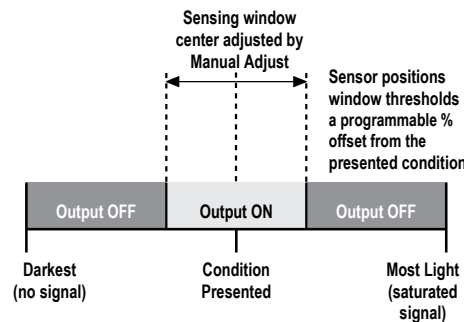 Sensing window
center adjusted by
Manual Adjust
Sensor positions
window thresholds
a programmable %
offset from the
presented condition
Output OFF
Output ON
Output OFF
Darkest
(no signal)
Condition
Presented
Most Light
(saturated
signal)